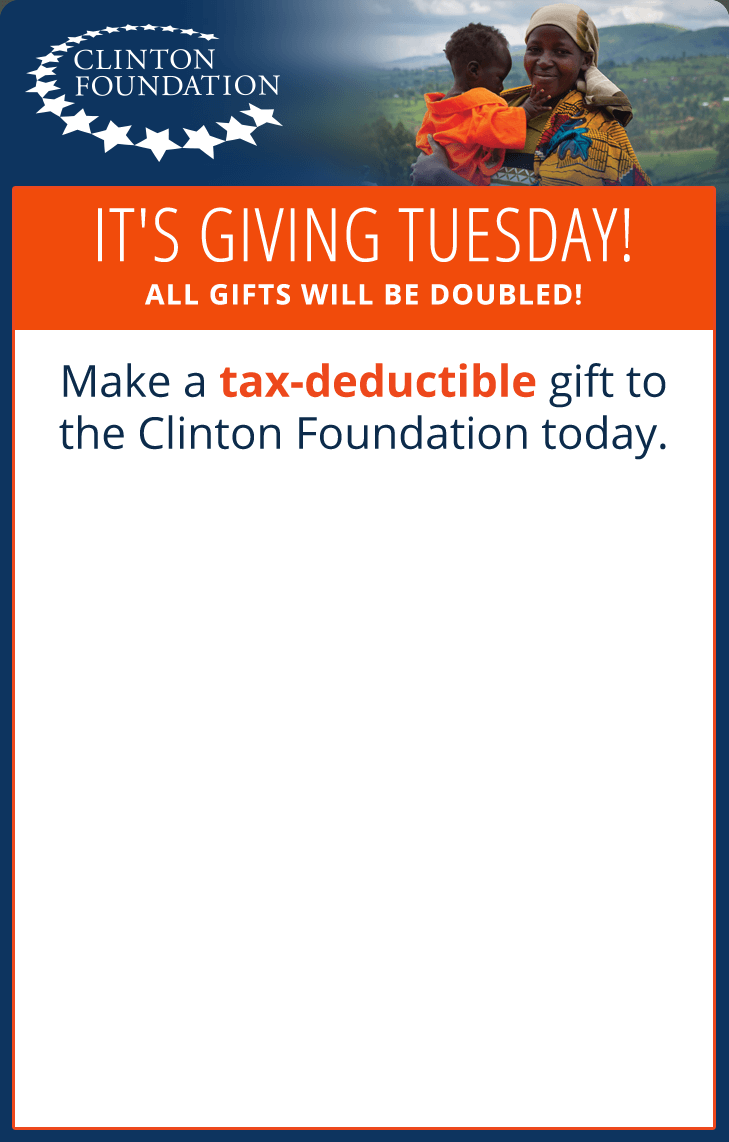 CLINTON
FOUNDATION
IT'S GIVING TUESDAY!
ALL GIFTS WILL BE DOUBLED!
Make a tax-deductible gift to
the Clinton Foundation today.